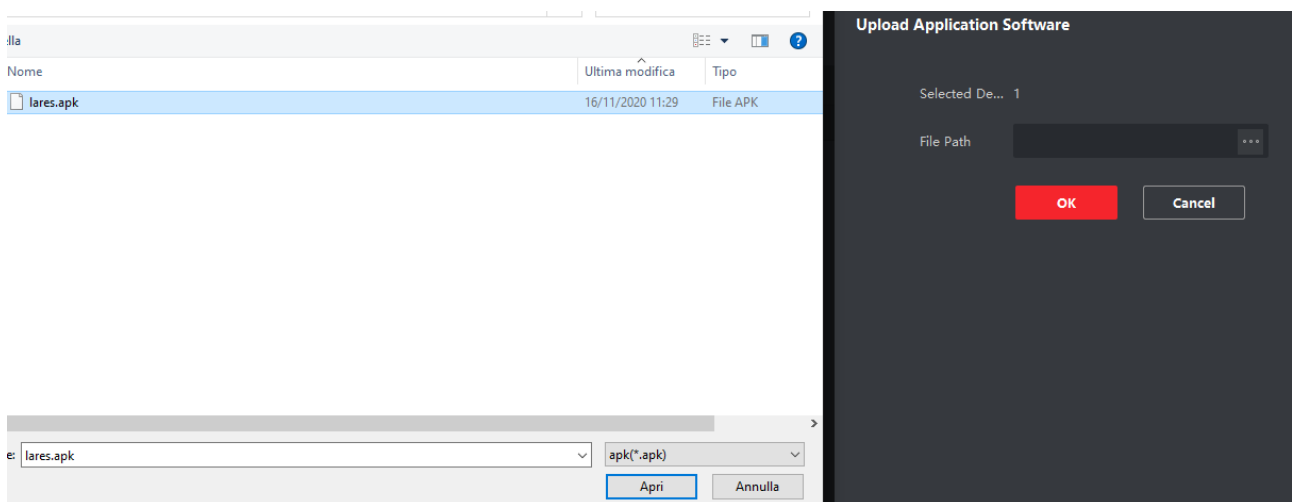 lla
Nome
Ultima modifica
Tipo
lares.apk
16/11/2020 11:29
File APK
e: lares.apk
apk(*.apk)
Apri
Annulla
Upload Application Software
Selected De... 1
File Path
...
OK
Cancel